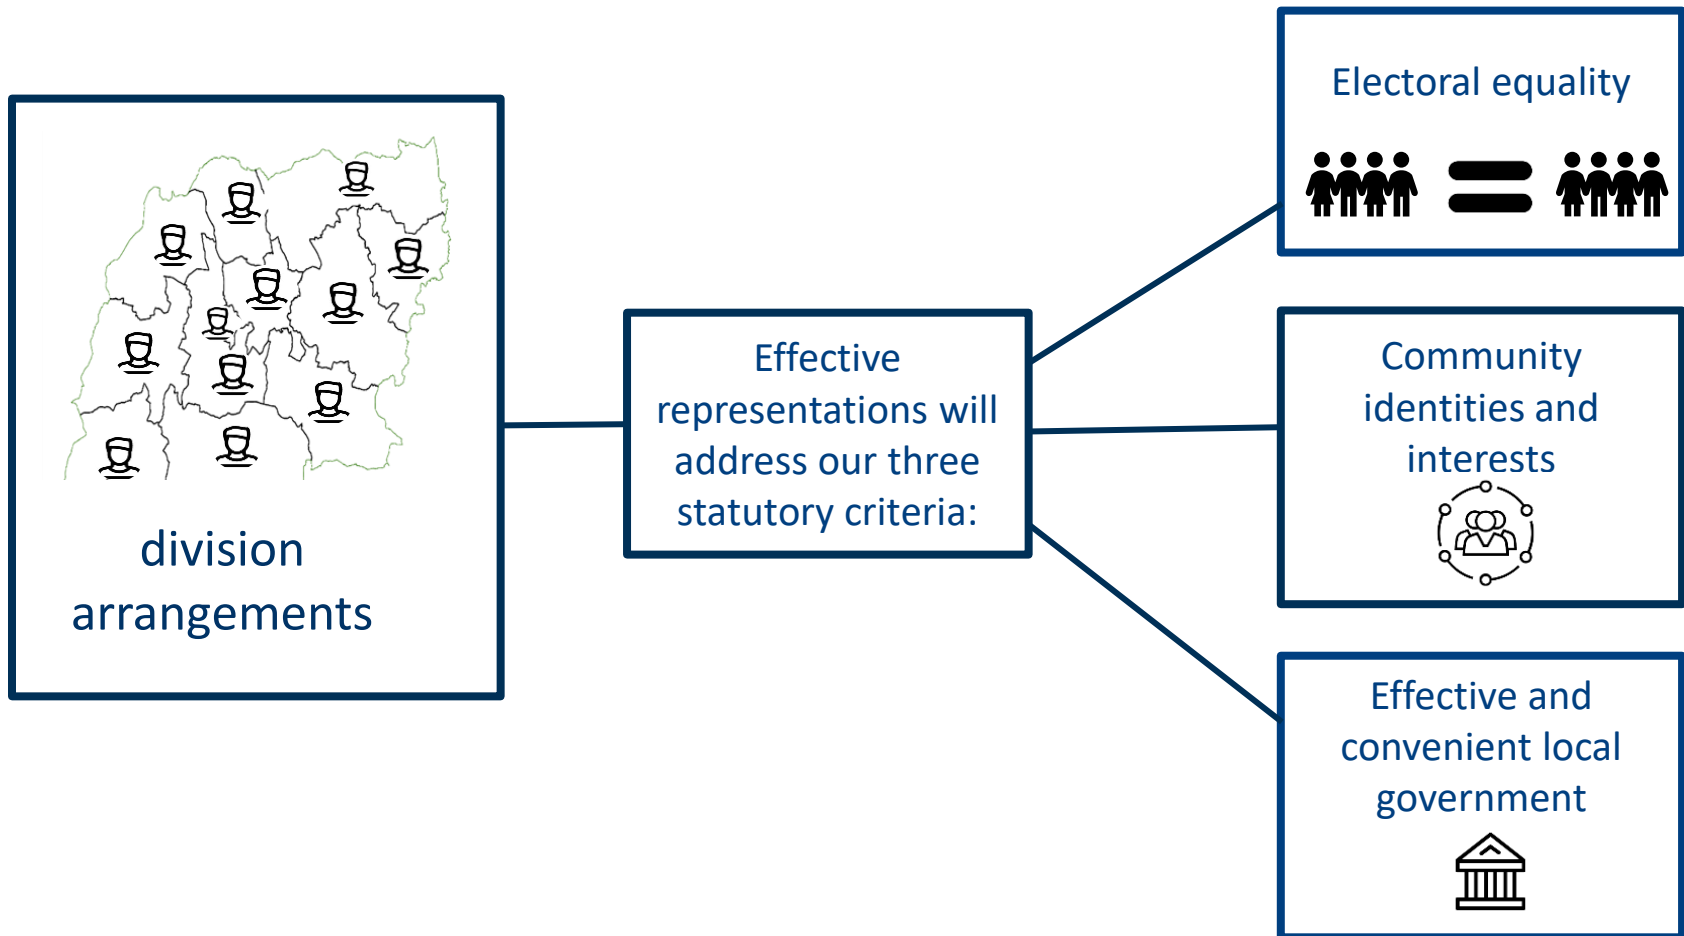 division
arrangements
Effective
representations will
address our three
statutory criteria:
Electoral equality
Community
identities and
interests
Effective and
convenient local
government